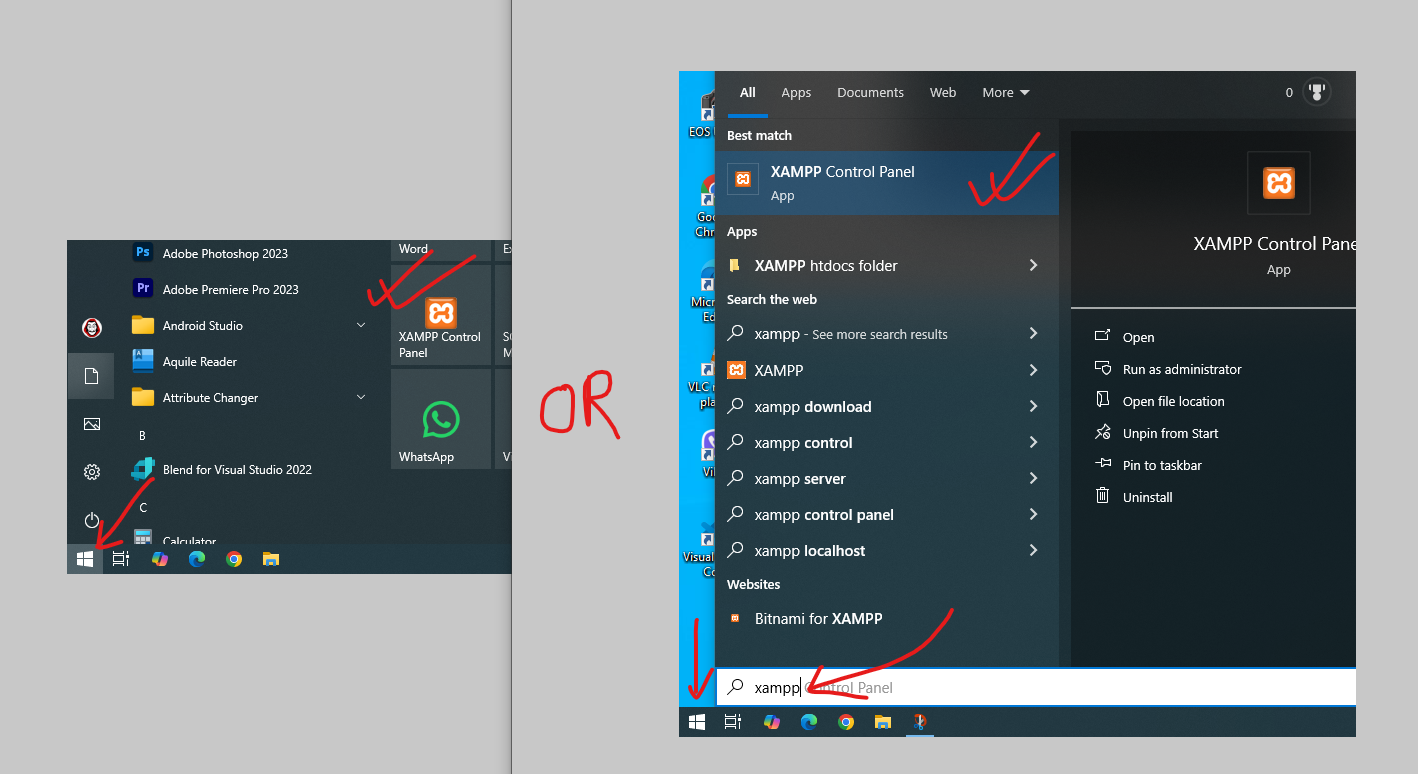 Adobe Photoshop 2023
Adobe Premiere Pro 2023
Android Studio
Aquile Reader
Attribute Changer
B
Blend for Visual Studio 2022
C
Calculator
Word
Ex
XAMPP Control
Panel
WhatsApp
OR
All Apps Documents Web More 0
Best match
XAMPP Control Panel
App
Apps
XAMPP htdocs folder
Search the web
xampp - See more search results
XAMPP
xampp download
xampp control
xampp server
xampp control panel
xampp localhost
Websites
Bitnami for XAMPP
xampp Control Panel
XAMPP Control Pane
App
Open
Run as administrator
Open file location
Unpin from Start
Pin to taskbar
Uninstall
EOS
Goo
Chr
Micr
Ed
VLC
pla
Vi
Visual
Co